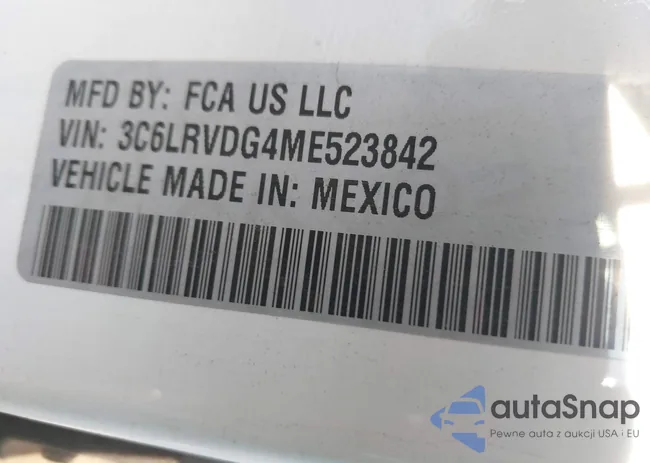 MFD BY: FCA US LLC
VIN: 3C6LRVDG4ME523842
VEHICLE MADE IN: MEXICO
autaSnap
Pewne auta z aukcji USA i EU